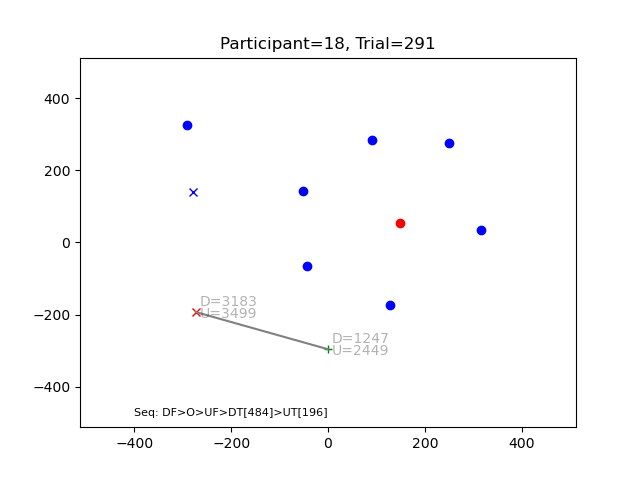 Participant=18, Trial=291
400
200
0
−200
−400
D=3183
U=3499
D=1247
U=2449
Seq: DF>O>UF>DT[484]>UT[196]
−400
−200
0
200
400